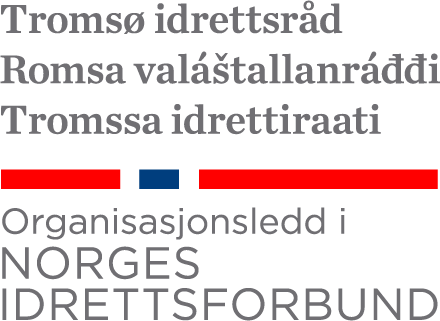 Tromsø idrettsråd
Romsa valáštallanráđđi
Tromssa idrettiraati
Organisasjonsledd i
NORGES
IDRETTSFORBUND